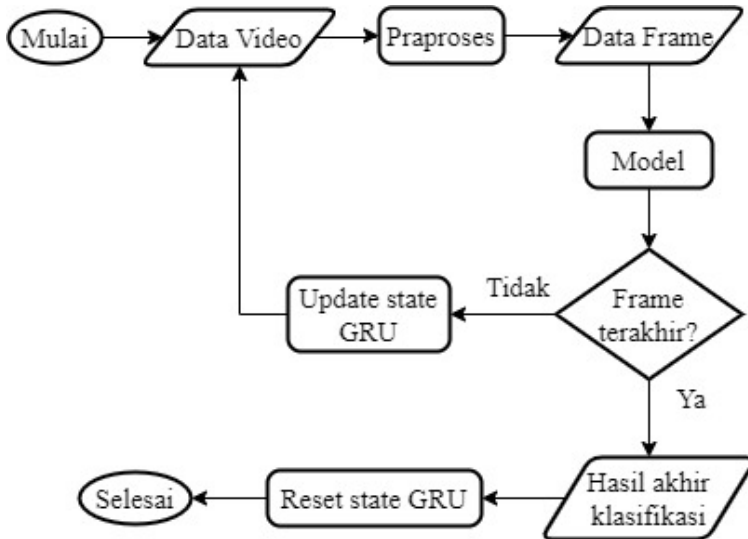 Mulai
Data Video
Praproses
Data Frame
Model
Frame
terakhir?
Tidak
Update state
GRU
Ya
Hasil akhir
klasifikasi
Reset state GRU
Selesai